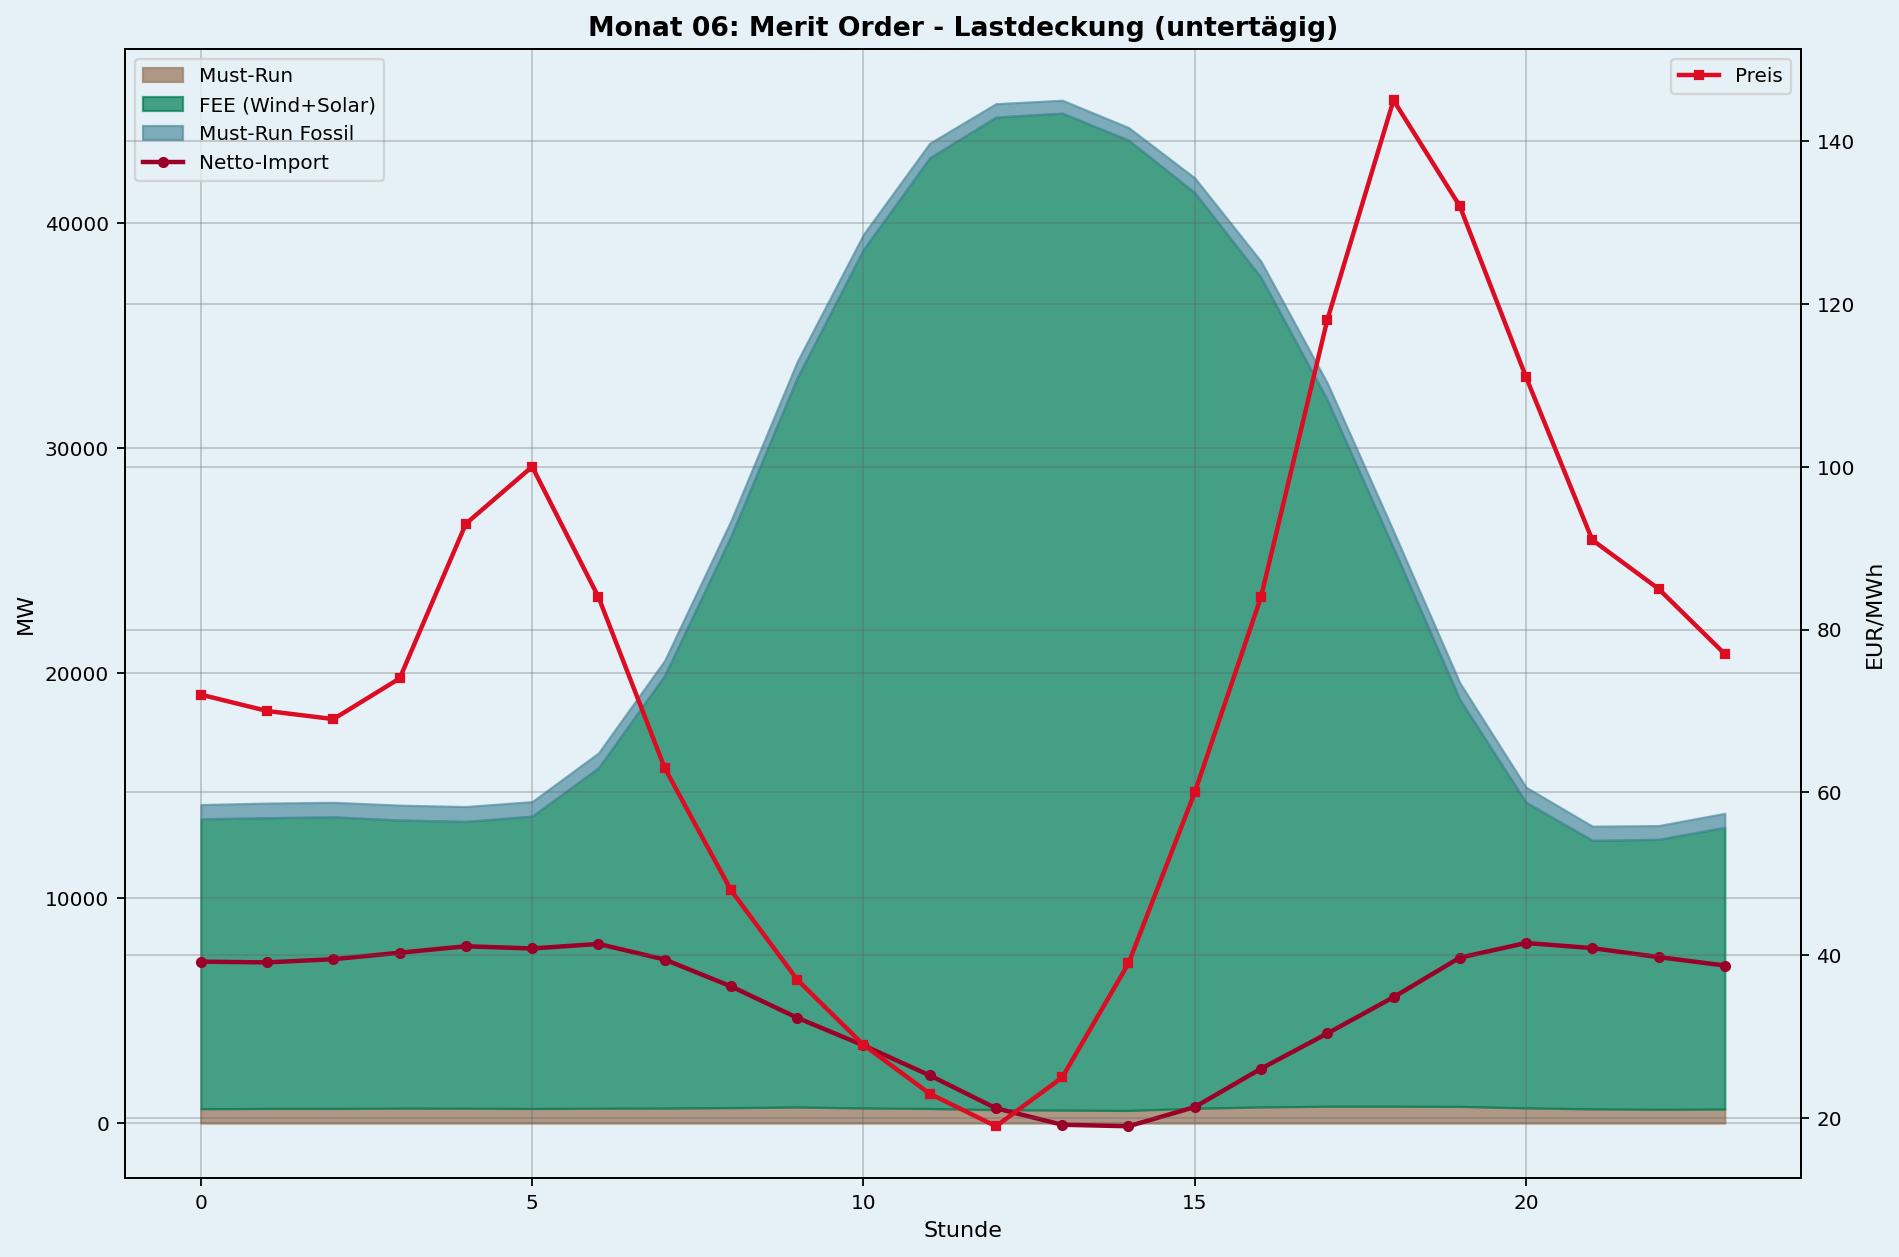 Monat 06: Merit Order - Lastdeckung (untertägig)
Must-Run
FEE (Wind+Solar)
Must-Run Fossil
Netto-Import
Preis
MW
40000
30000
20000
10000
0
EUR/MWh
140
120
100
80
60
40
20
0
5
10
15
20
Stunde